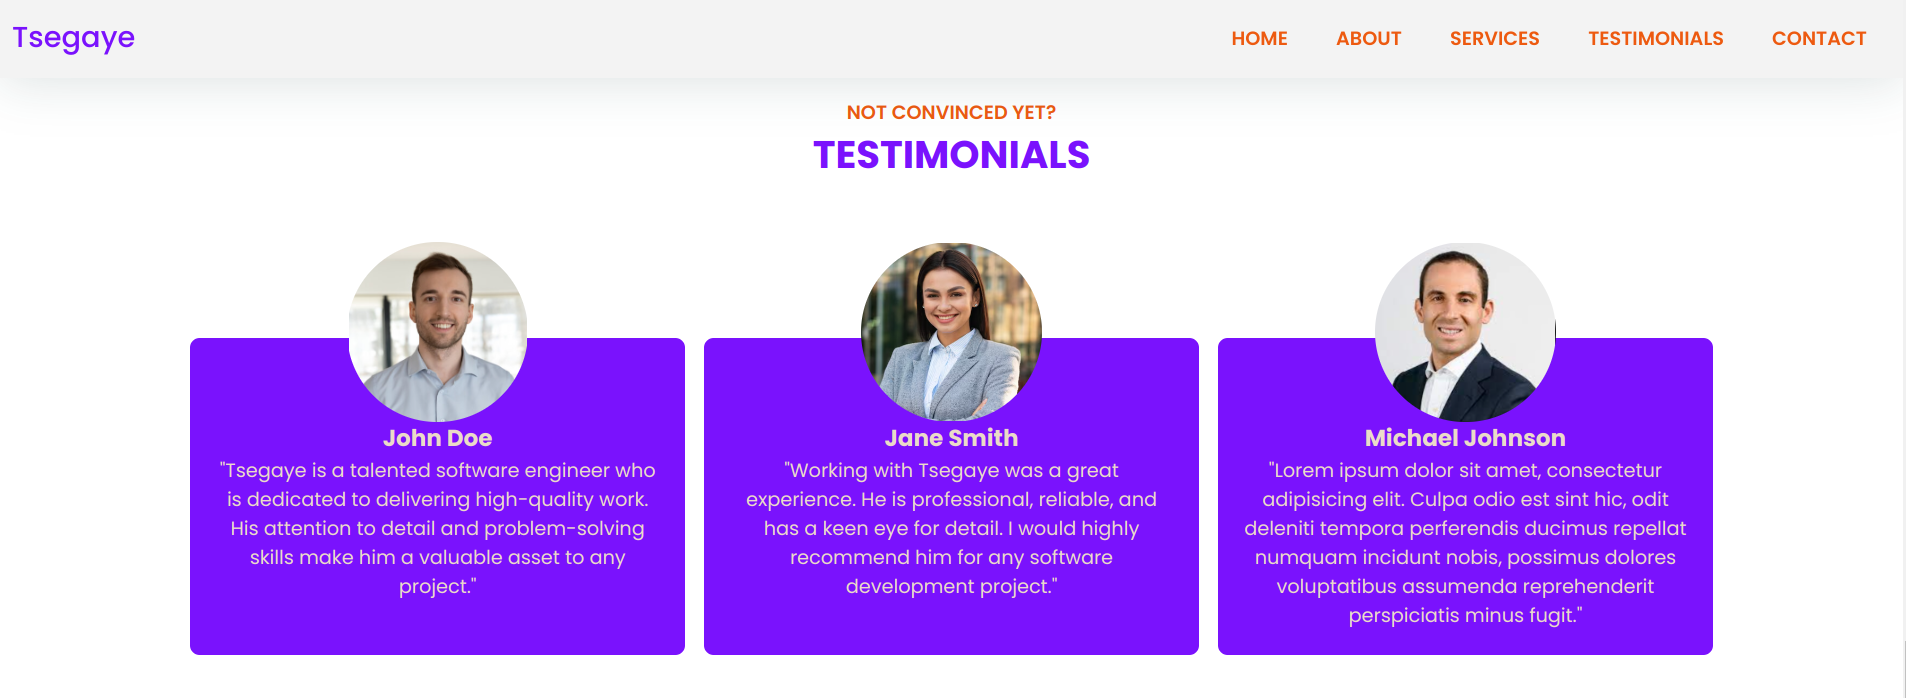 Tsegaye
HOME
ABOUT
SERVICES
TESTIMONIALS
CONTACT
NOT CONVINCED YET?
TESTIMONIALS
John Doe
"Tsegaye is a talented software engineer who
is dedicated to delivering high-quality work.
His attention to detail and problem-solving
skills make him a valuable asset to any
project."
Jane Smith
"Working with Tsegaye was a great
experience. He is professional, reliable, and
has a keen eye for detail. I would highly
recommend him for any software
development project."
Michael Johnson
"Lorem ipsum dolor sit amet, consectetur
adipisicing elit. Culpa odio est sint hic, odit
deleniti tempora perferendis ducimus repellat
numquam incidunt nobis, possimus dolores
voluptatibus assumenda reprehenderit
perspiciatis minus fugit."